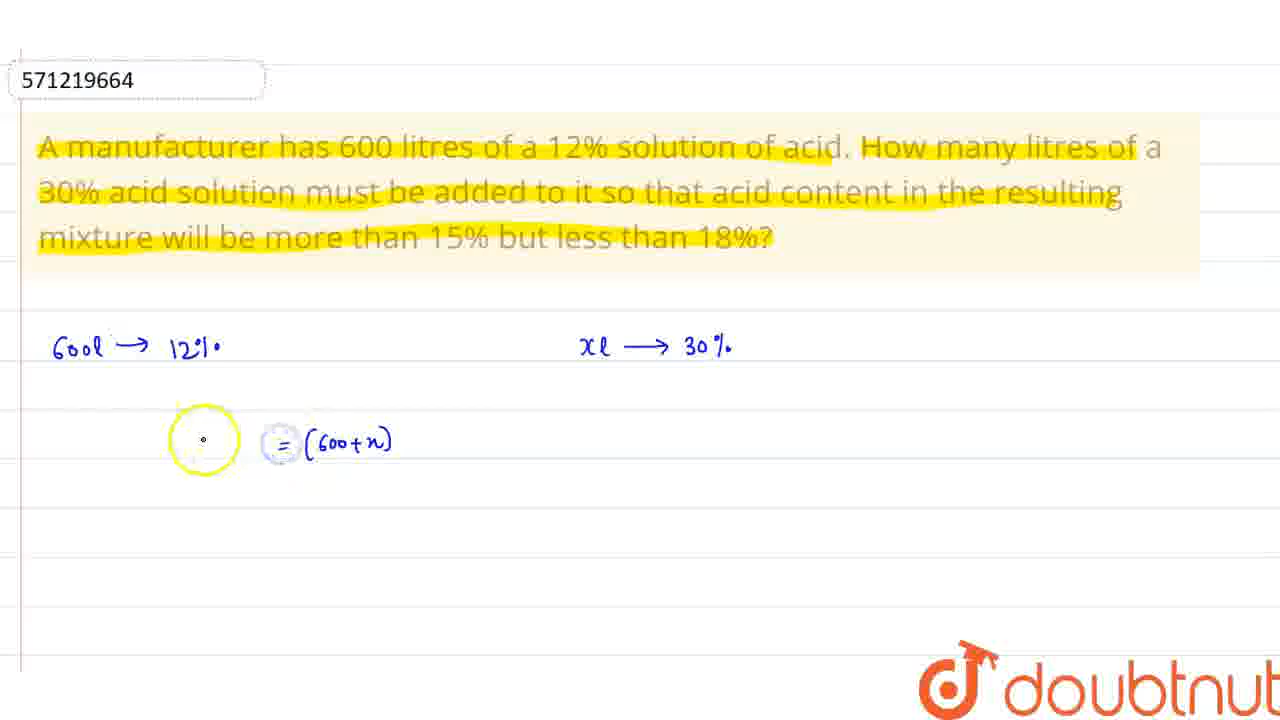 571219664
A manufacturer has 600 litres of a 12% solution of acid. How many litres of a
30% acid solution must be added to it so that acid content in the resulting
mixture will be more than 15% but less than 18%?
600l → 12%
xl → 30%
= (600+x)
doubtnut